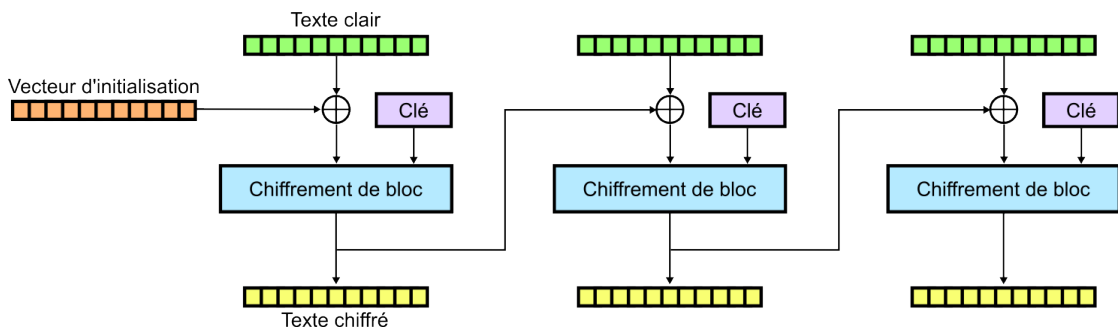 Texte clair
Vecteur d'initialisation
Clé
Clé
Clé
Chiffrement de bloc
Chiffrement de bloc
Chiffrement de bloc
Texte chiffré